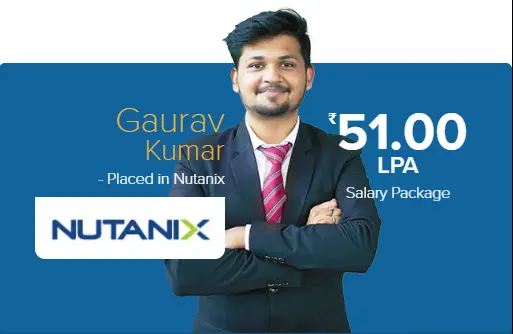 Gaurav
Kumar
- Placed in Nutanix
NUTANIX
₹51.00
LPA
Salary Package